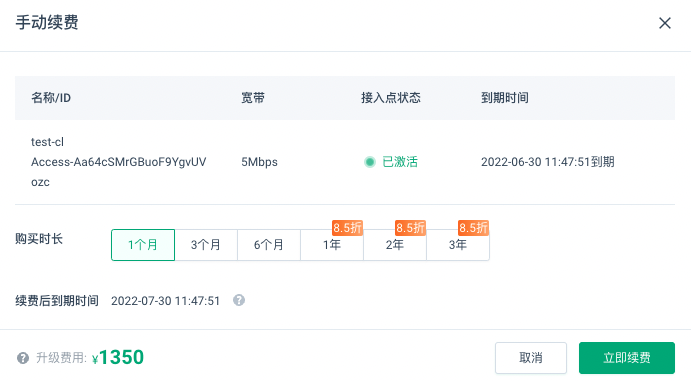 手动续费
名称/ID 宽带 接入点状态 到期时间
test-cl
Access-Aa64cSMrGBuoF9YgvUV
ozc
5Mbps 已激活 2022-06-30 11:47:51到期
购买时长 1个月 3个月 6个月 1年 8.5折 2年 8.5折 3年 8.5折
续费后到期时间 2022-07-30 11:47:51 ?
? 升级费用: ¥1350 取消 立即续费